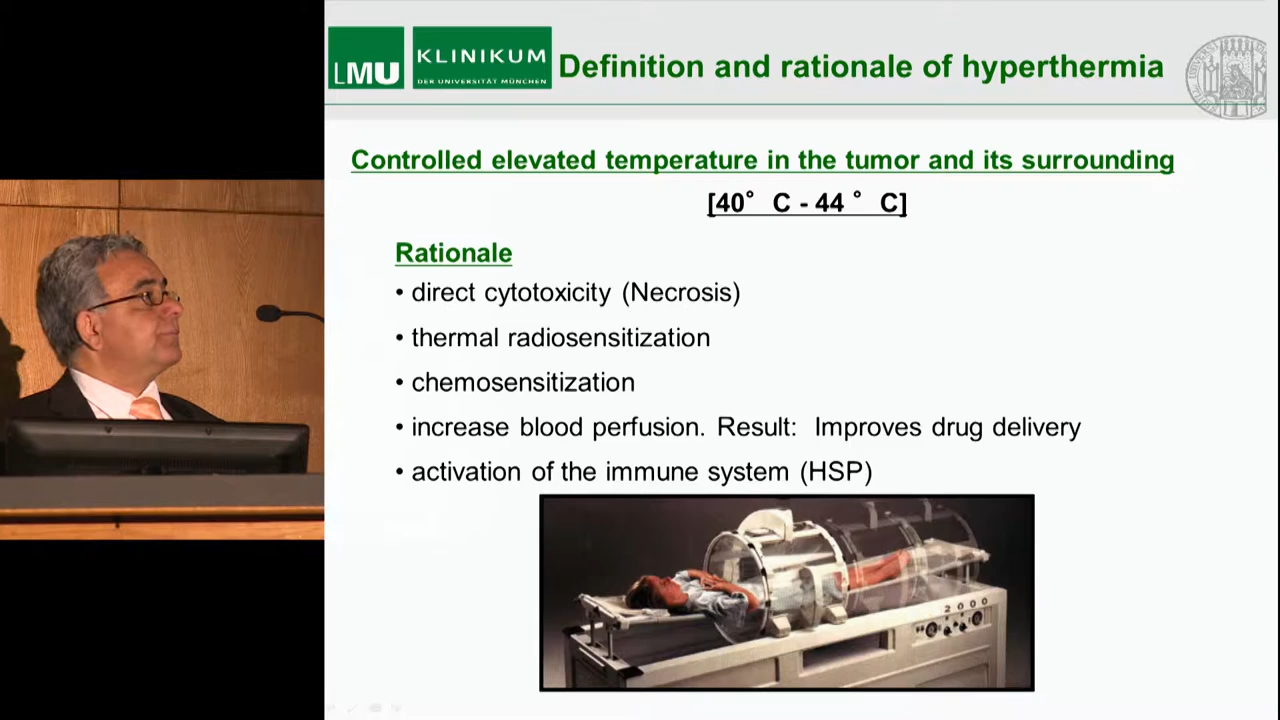 LMU
KLINIKUM
DER UNIVERSITÄT MÜNCHEN
Definition and rationale of hyperthermia
Controlled elevated temperature in the tumor and its surrounding
[40° C - 44 ° C]
Rationale
• direct cytotoxicity (Necrosis)
• thermal radiosensitization
• chemosensitization
• increase blood perfusion. Result: Improves drug delivery
• activation of the immune system (HSP)
2000